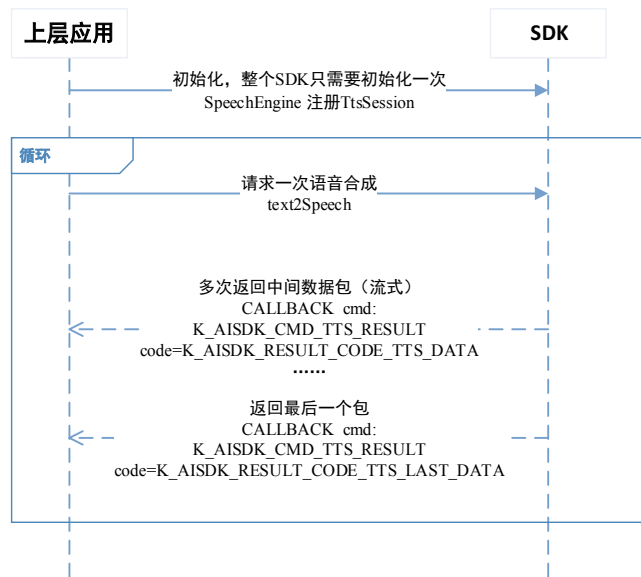 上层应用
SDK
初始化，整个SDK只需要初始化一次
SpeechEngine 注册TtsSession
循环
请求一次语音合成
text2Speech
多次返回中间数据包（流式）
CALLBACK cmd:
K_AISDK_CMD_TTS_RESULT
code=K_AISDK_RESULT_CODE_TTS_DATA
……
返回最后一个包
CALLBACK cmd:
K_AISDK_CMD_TTS_RESULT
code=K_AISDK_RESULT_CODE_TTS_LAST_DATA